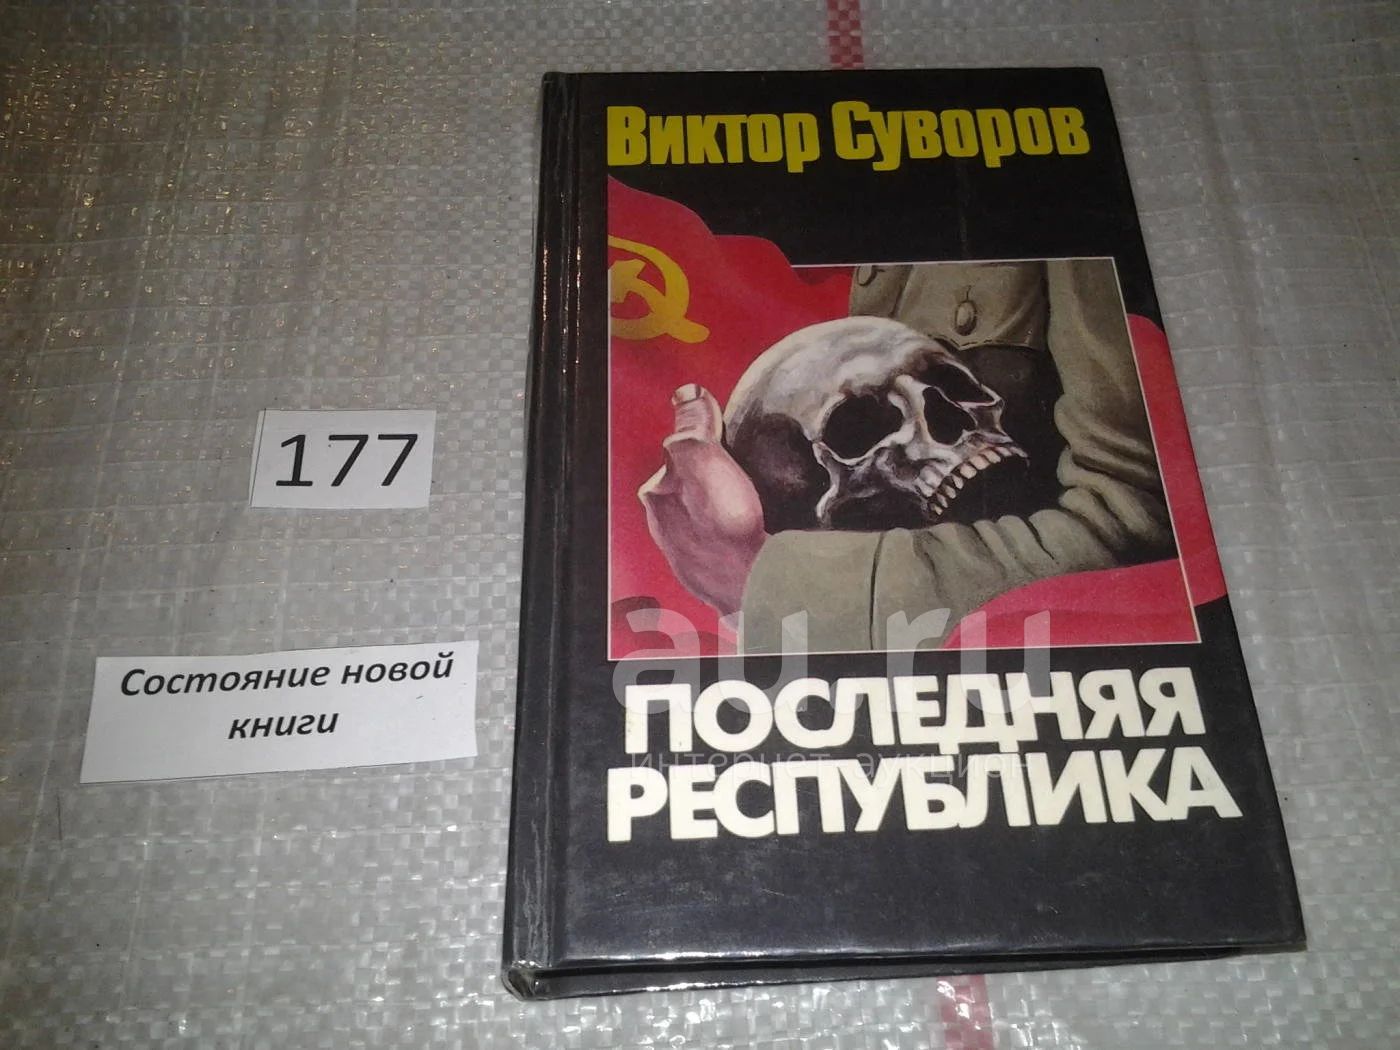 Виктор Суворов
177
Состояние новой
книги
au.ru
ПОСЛЕДНЯЯ
интернет аукцион
РЕСПУБЛИКА